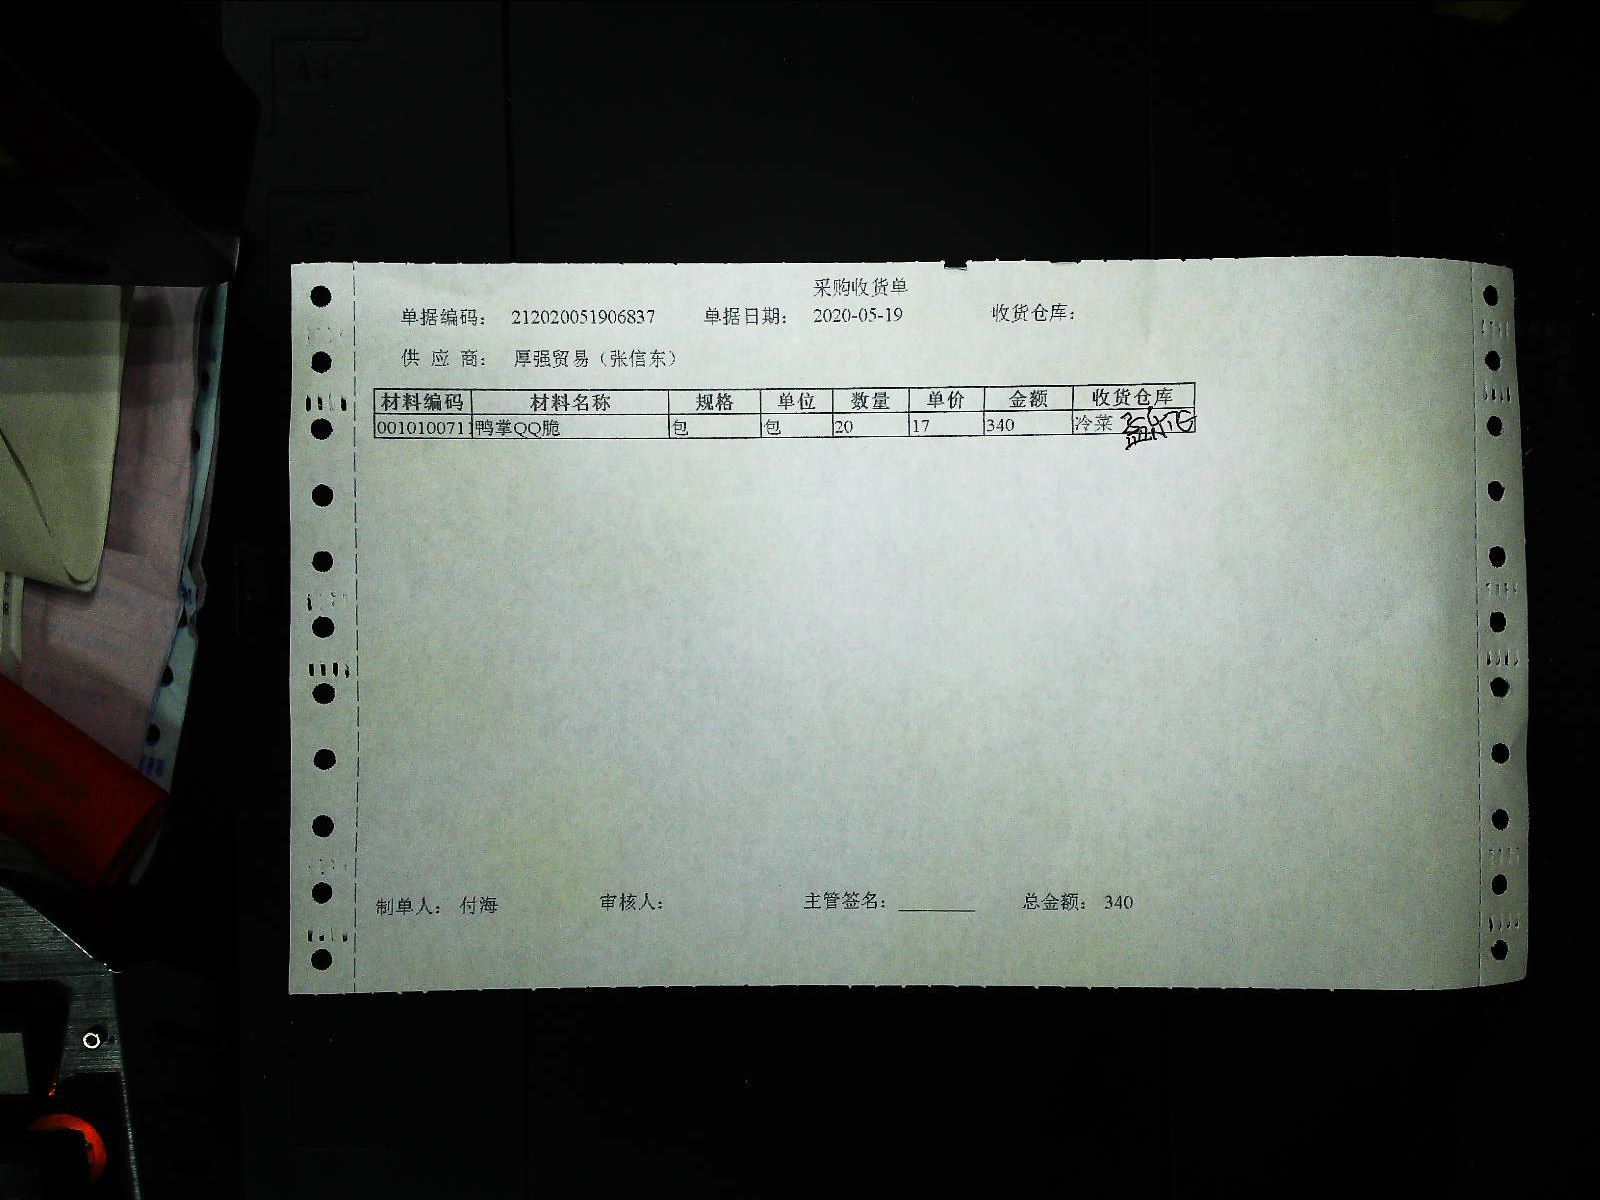 采购收货单
单据编码： 212020051906837 单据日期： 2020-05-19 收货仓库：
供 应 商： 厚强贸易（张信东）
材料编码 材料名称 规格 单位 数量 单价 金额 收货仓库
0010100711 鸭掌QQ脆 包 包 20 17 340 冷菜
制单人： 付海 审核人： 主管签名： ________ 总金额： 340